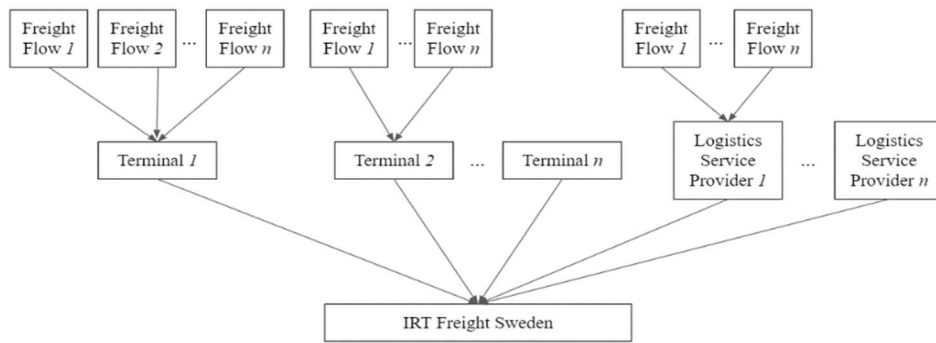 Freight
Flow 1
Freight
Flow 2
...
Freight
Flow n
Freight
Flow 1
...
Freight
Flow n
Freight
Flow 1
...
Freight
Flow n
Terminal 1
Terminal 2
...
Terminal n
Logistics
Service
Provider 1
...
Logistics
Service
Provider n
IRT Freight Sweden